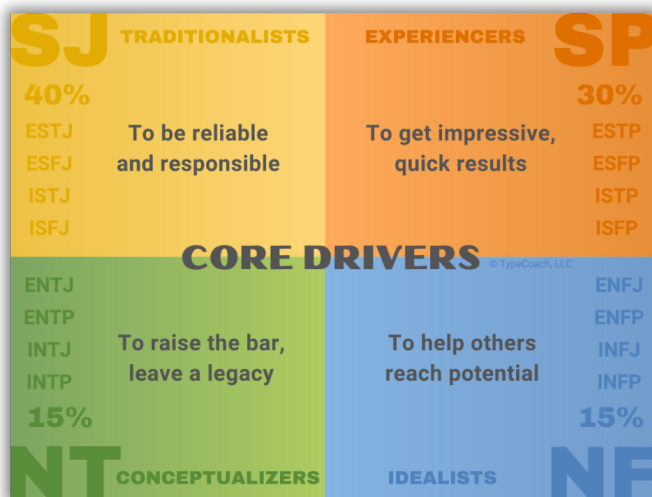 SJ TRADITIONALISTS
40%
ESTJ
ESFJ
ISTJ
ISFJ
To be reliable
and responsible
EXPERIENCERS SP
30%
ESTP
ESFP
ISTP
ISFP
To get impressive,
quick results
CORE DRIVERS
© TypeCoach, LLC.
ENTJ
ENTP
INTJ
INTP
15%
To raise the bar,
leave a legacy
NT CONCEPTUALIZERS
ENFJ
ENFP
INFJ
INFP
15%
To help others
reach potential
IDEALISTS NF